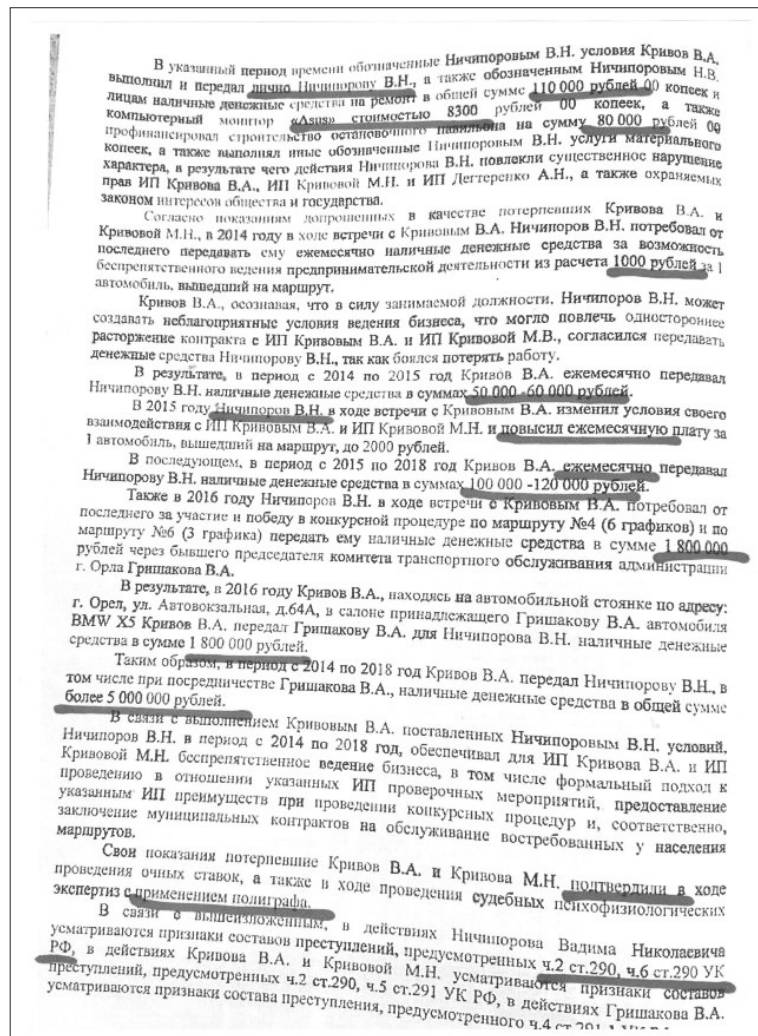 В указанный период времени обозначенные Ничипоровым В.Н. условия Кривов В.А.
выполнил и передал лично Ничипорову В.Н., а также обозначенным Ничипоровым Н.В.
лицам наличные денежные средства на ремонт в общей сумме 110 000 рублей 00 копеек и
компьютерный монитор «Asus» стоимостью 8300 рублей 00 копеек, а также
профинансировал строительство остановочного павильона на сумму 80 000 рублей 00
копеек, а также выполнял иные обозначенные Ничипоровым В.Н. услуги материального
характера, в результате чего действия Ничипорова В.Н. повлекли существенное нарушение
прав ИП Кривова В.А., ИП Кривовой М.Н. и ИП Дегтеренко А.Н., а также охраняемых
законом интересов общества и государства.
Согласно показаниям допрошенных в качестве потерпевших Кривова В.А. и
Кривовой М.Н., в 2014 году в ходе встречи с Кривовым В.А. Ничипоров В.Н. потребовал от
последнего передавать ему ежемесячно наличные денежные средства за возможность
беспрепятственного ведения предпринимательской деятельности из расчета 1000 рублей за 1
автомобиль, вышедший на маршрут.
Кривов В.А., осознавая, что в силу занимаемой должности, Ничипоров В.Н. может
создавать неблагоприятные условия ведения бизнеса, что могло повлечь одностороннее
расторжение контракта с ИП Кривовым В.А. и ИП Кривовой М.В., согласился передавать
денежные средства Ничипорову В.Н., так как боялся потерять работу.
В результате, в период с 2014 по 2015 год Кривов В.А. ежемесячно передавал
Ничипорову В.Н. наличные денежные средства в суммах 50 000 -60 000 рублей.
В 2015 году Ничипоров В.Н. в ходе встречи с Кривовым В.А. изменил условия своего
взаимодействия с ИП Кривовым В.А. и ИП Кривовой М.Н. и повысил ежемесячную плату за
1 автомобиль, вышедший на маршрут, до 2000 рублей.
В последующем, в период с 2015 по 2018 год Кривов В.А. ежемесячно передавал
Ничипорову В.Н. наличные денежные средства в суммах 100 000 -120 000 рублей.
Также в 2016 году Ничипоров В.Н. в ходе встречи с Кривовым В.А. потребовал от
последнего за участие и победу в конкурсной процедуре по маршруту №4 (6 графиков) и по
маршруту №6 (3 графика) передать ему наличные денежные средства в сумме 1 800 000
рублей через бывшего председателя комитета транспортного обслуживания администрации
г. Орла Гришакова В.А.
В результате, в 2016 году Кривов В.А., находясь на автомобильной стоянке по адресу:
г. Орел, ул. Автовокзальная, д.64А, в салоне принадлежащего Гришакову В.А. автомобиля
BMW X5 Кривов В.А. передал Гришакову В.А. для Ничипорова В.Н. наличные денежные
средства в сумме 1 800 000 рублей.
Таким образом, в период с 2014 по 2018 год Кривов В.А. передал Ничипорову В.Н., в
том числе при посредничестве Гришакова В.А., наличные денежные средства в общей сумме
более 5 000 000 рублей.
В связи с выполнением Кривовым В.А. поставленных Ничипоровым В.Н. условий,
Ничипоров В.Н. в период с 2014 по 2018 год, обеспечивал для ИП Кривова В.А. и ИП
Кривовой М.Н. беспрепятственное ведение бизнеса, в том числе формальный подход к
проведению в отношении указанных ИП проверочных мероприятий, предоставление
указанным ИП преимуществ при проведении конкурсных процедур и, соответственно,
заключение муниципальных контрактов на обслуживание востребованных у населения
маршрутов.
Свои показания потерпевшие Кривов В.А. и Кривова М.Н. подтвердили в ходе
проведения очных ставок, а также в ходе проведения судебных психофизиологических
экспертиз с применением полиграфа.
В связи с вышеизложенным, в действиях Ничипорова Вадима Николаевича
усматриваются признаки составов преступлений, предусмотренных ч.2 ст.290, ч.6 ст.290 УК
РФ, в действиях Кривова В.А. и Кривовой М.Н. усматриваются признаки составов
преступлений, предусмотренных ч.2 ст.290, ч.5 ст.291 УК РФ, в действиях Гришакова В.А.
усматриваются признаки состава преступления, предусмотренного ч.4 ст.291.1 УК РФ